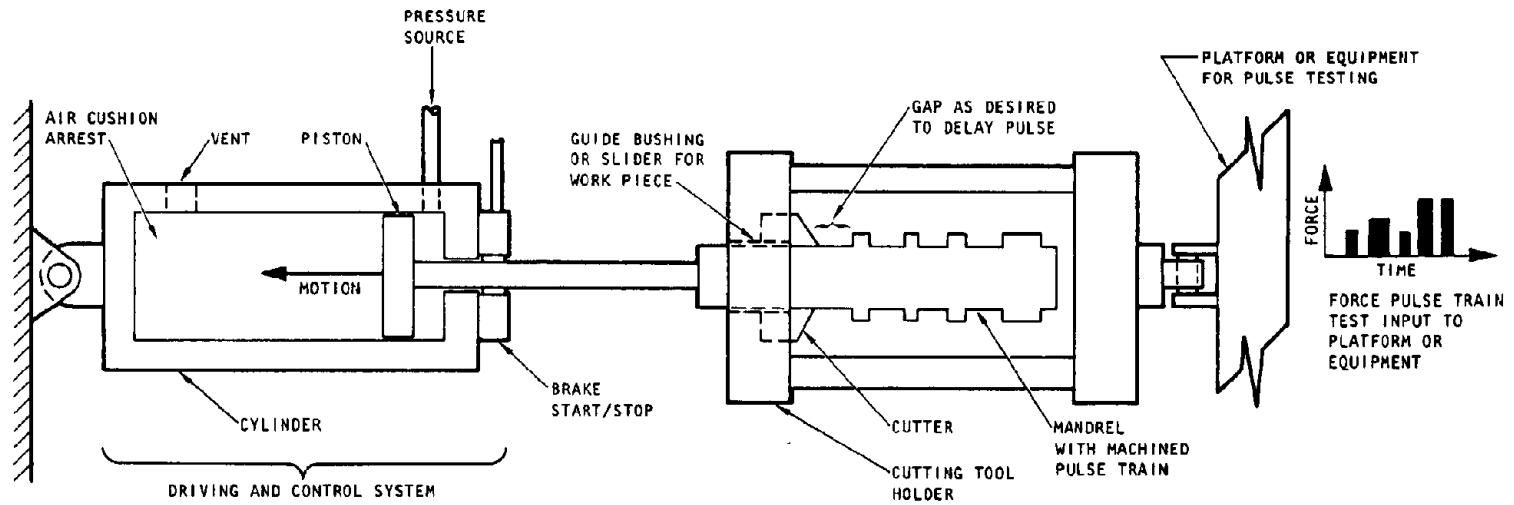 PRESSURE
SOURCE
PLATFORM OR EQUIPMENT
FOR PULSE TESTING
AIR CUSHION
ARREST
VENT
PISTON
GUIDE BUSHING
OR SLIDER FOR
WORK PIECE
GAP AS DESIRED
TO DELAY PULSE
MOTION
FORCE
TIME
FORCE PULSE TRAIN
TEST INPUT TO
PLATFORM OR
EQUIPMENT
BRAKE
START/STOP
CYLINDER
CUTTER
MANDREL
WITH MACHINED
PULSE TRAIN
CUTTING TOOL
HOLDER
DRIVING AND CONTROL SYSTEM